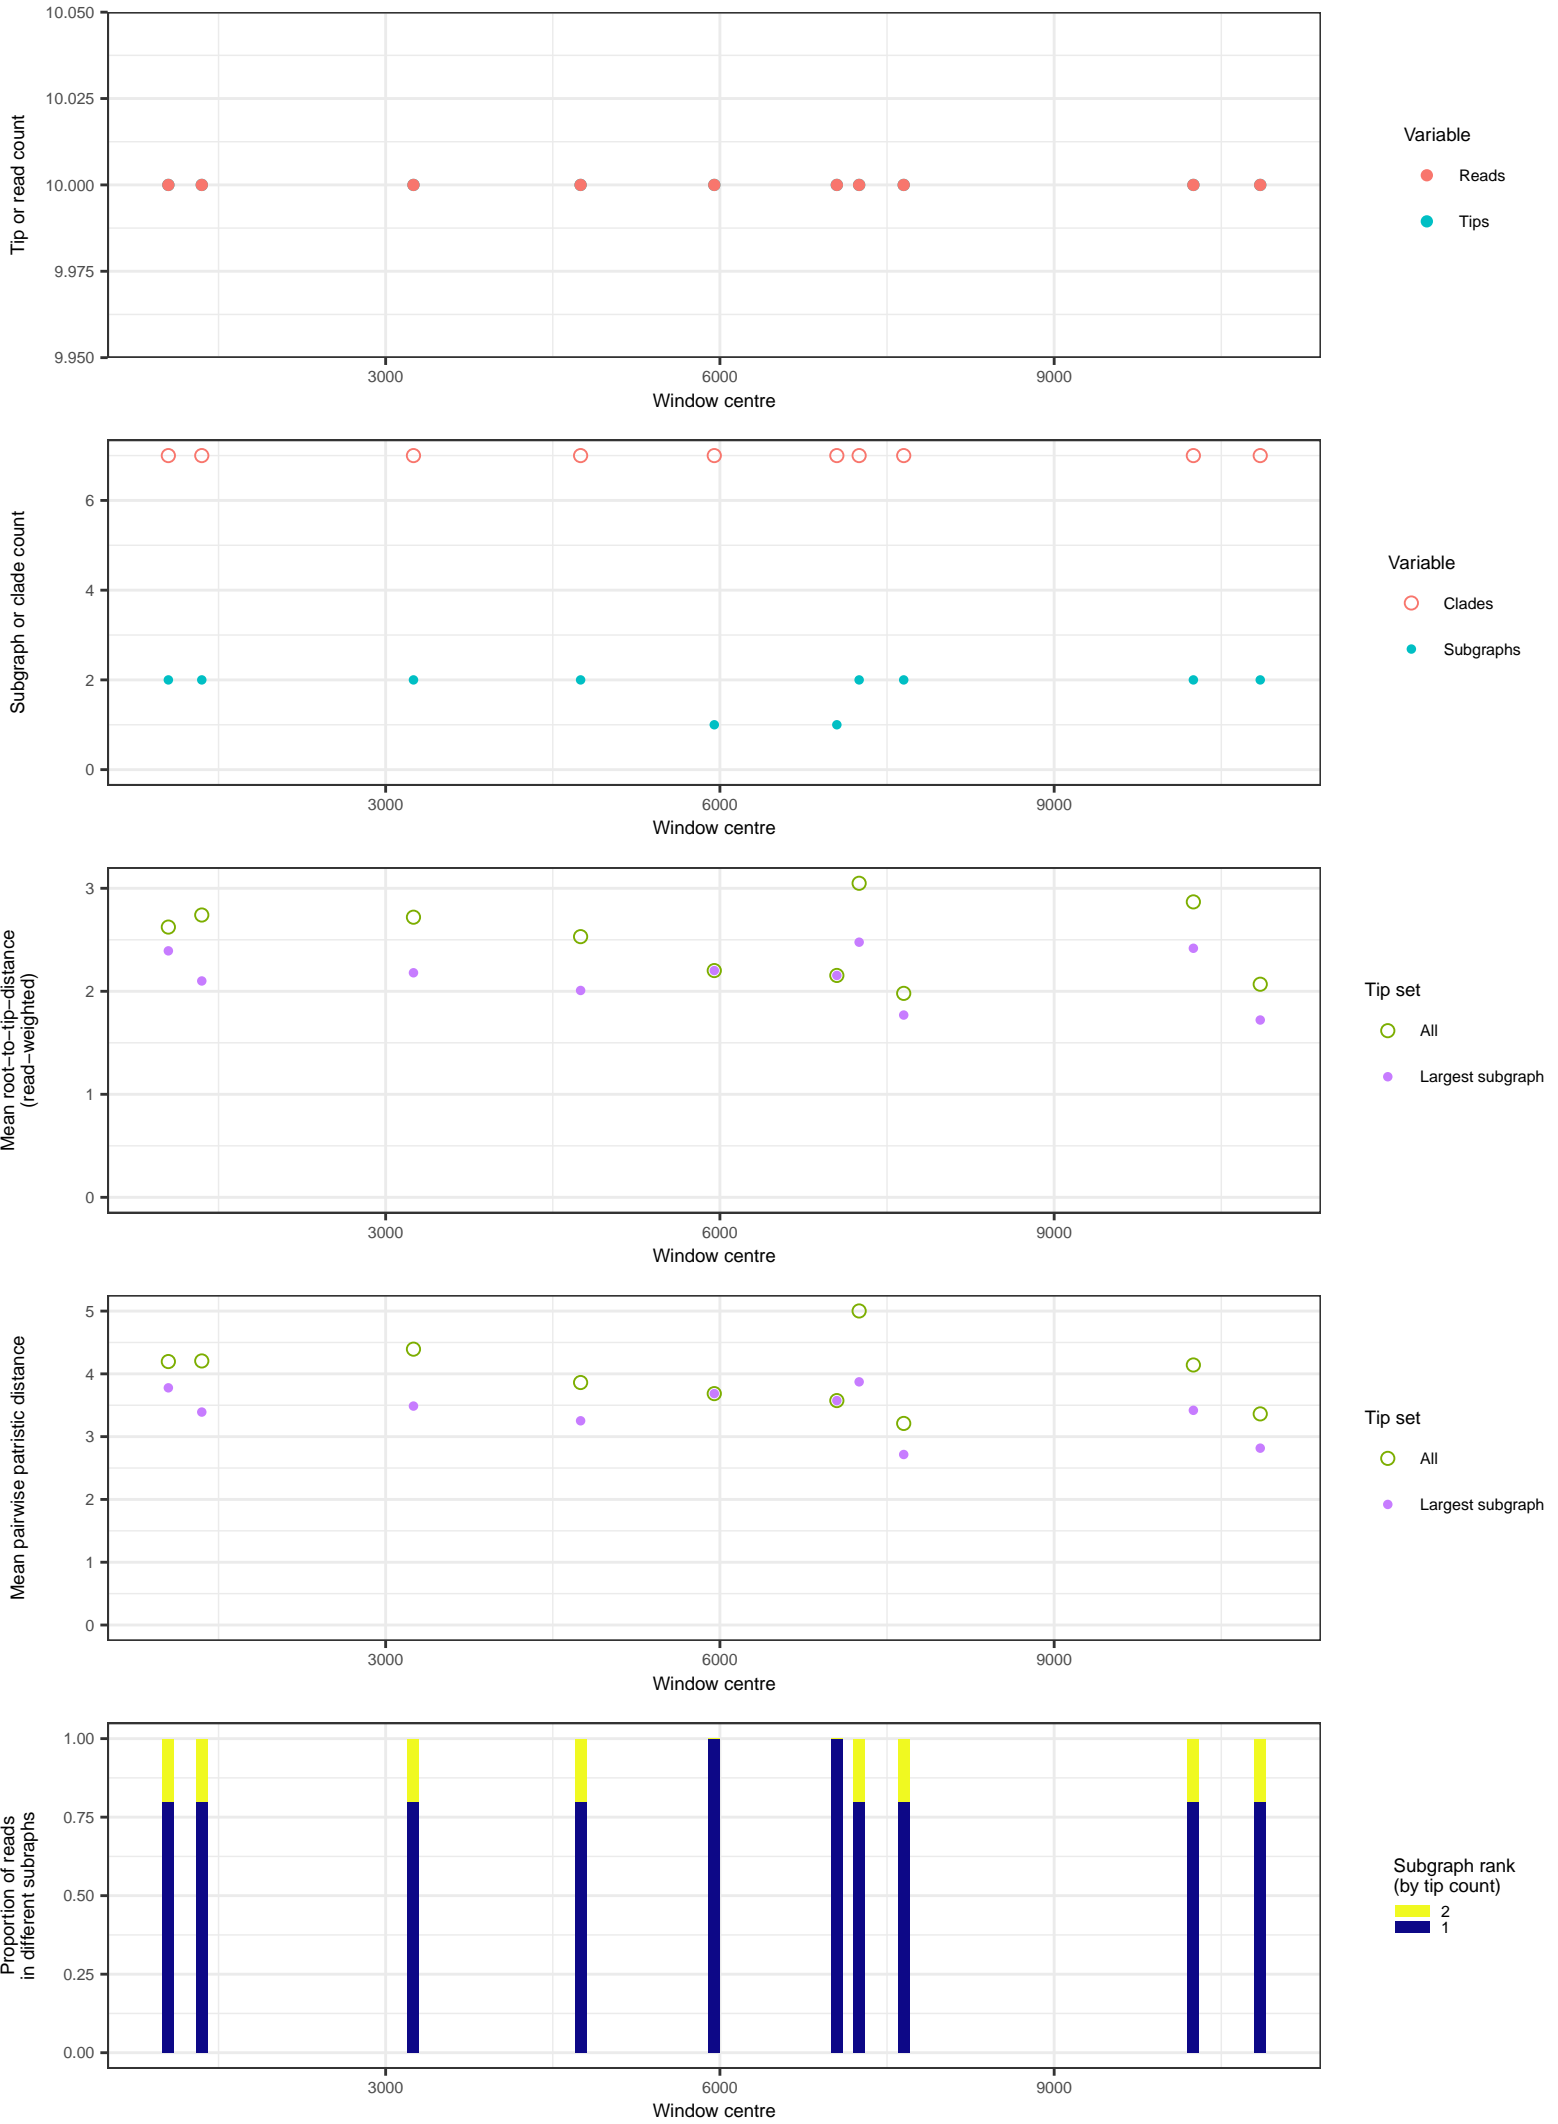 10.050
10.025
10.000
9.975
9.950
Tip or read count
3000
6000
9000
Window centre
Variable
Reads
Tips
6
4
2
0
Subgraph or clade count
3000
6000
9000
Window centre
Variable
Clades
Subgraphs
3
2
1
0
Mean root−to−tip−distance
(read−weighted)
3000
6000
9000
Window centre
Tip set
All
Largest subgraph
5
4
3
2
1
0
Mean pairwise patristic distance
3000
6000
9000
Window centre
Tip set
All
Largest subgraph
1.00
0.75
0.50
0.25
0.00
Proportion of reads
in different subraphs
3000
6000
9000
Window centre
Subgraph rank
(by tip count)
2
1